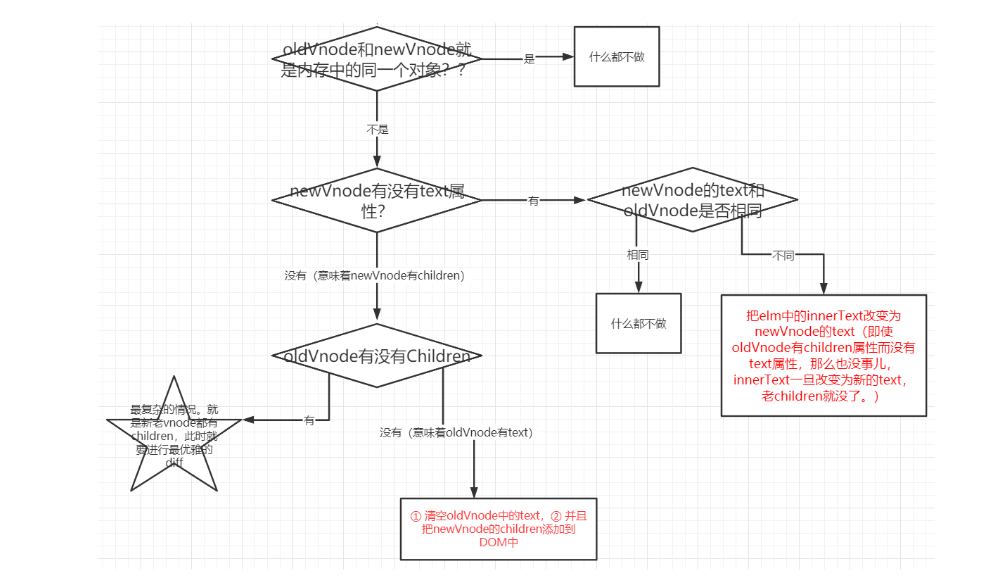 oldVnode和newVnode就
是内存中的同一个对象？？
是
什么都不做
不是
newVnode有没有text属
性？
有
newVnode的text和
oldVnode是否相同
相同
不同
什么都不做
把elm中的innerText改变为
newVnode的text（即使
oldVnode有children属性而没有
text属性，那么也没事儿，
innerText一旦改变为新的text，
老children就没了。）
没有（意味着newVnode有children）
oldVnode有没有Children
有
最复杂的情况。就
是新老vnode都有
children，此时就
要进行最优雅的
diff
没有（意味着oldVnode有text）
① 清空oldVnode中的text，② 并且
把newVnode的children添加到
DOM中